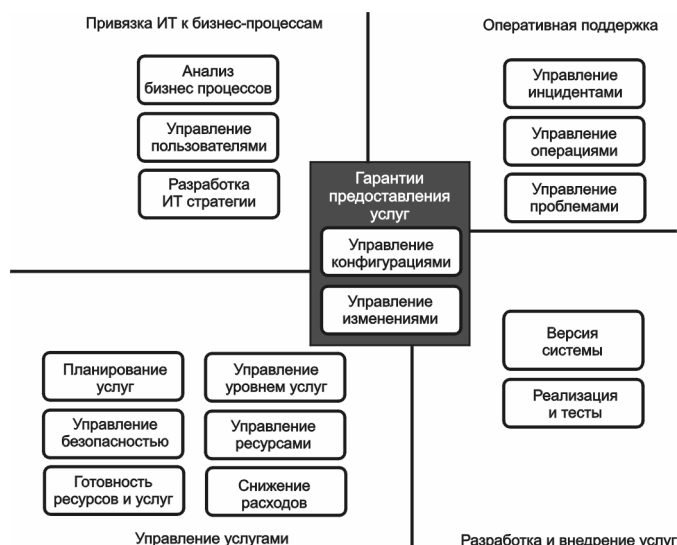 Привязка ИТ к бизнес-процессам
Анализ
бизнес процессов
Управление
пользователями
Разработка
ИТ стратегии
Оперативная поддержка
Управление
инцидентами
Управление
операциями
Управление
проблемами
Гарантии
предоставления
услуг
Управление
конфигурациями
Управление
изменениями
Планирование
услуг
Управление
уровнем услуг
Управление
безопасностью
Управление
ресурсами
Готовность
ресурсов и услуг
Снижение
расходов
Управление услугами
Версия
системы
Реализация
и тесты
Разработка и внедрение услуг